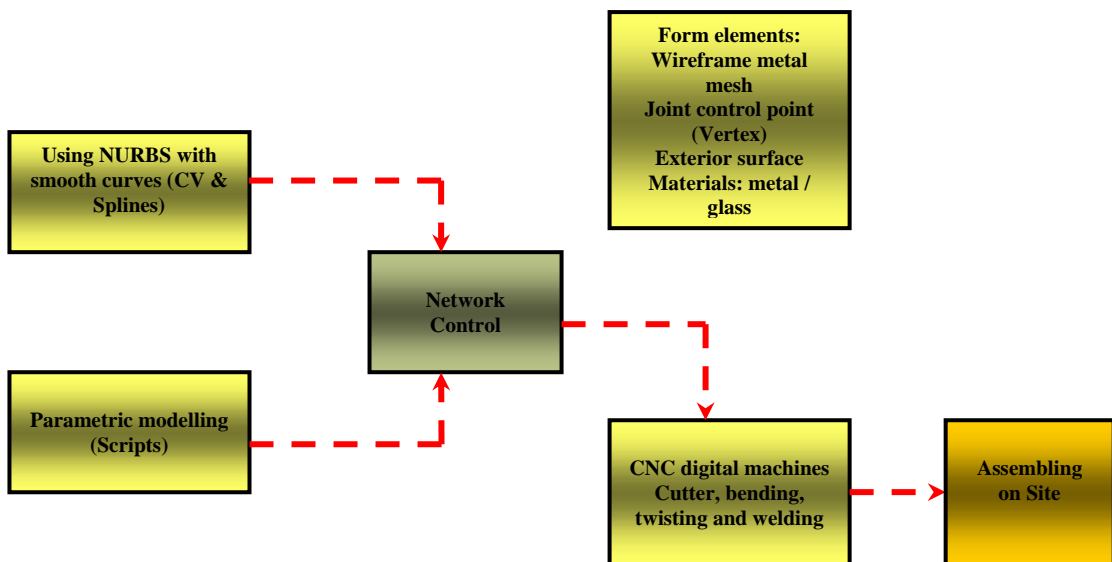 Form elements:
Wireframe metal
mesh
Joint control point
(Vertex)
Exterior surface
Materials: metal /
glass
Using NURBS with
smooth curves (CV &
Splines)
Network
Control
Parametric modelling
(Scripts)
CNC digital machines
Cutter, bending,
twisting and welding
Assembling
on Site